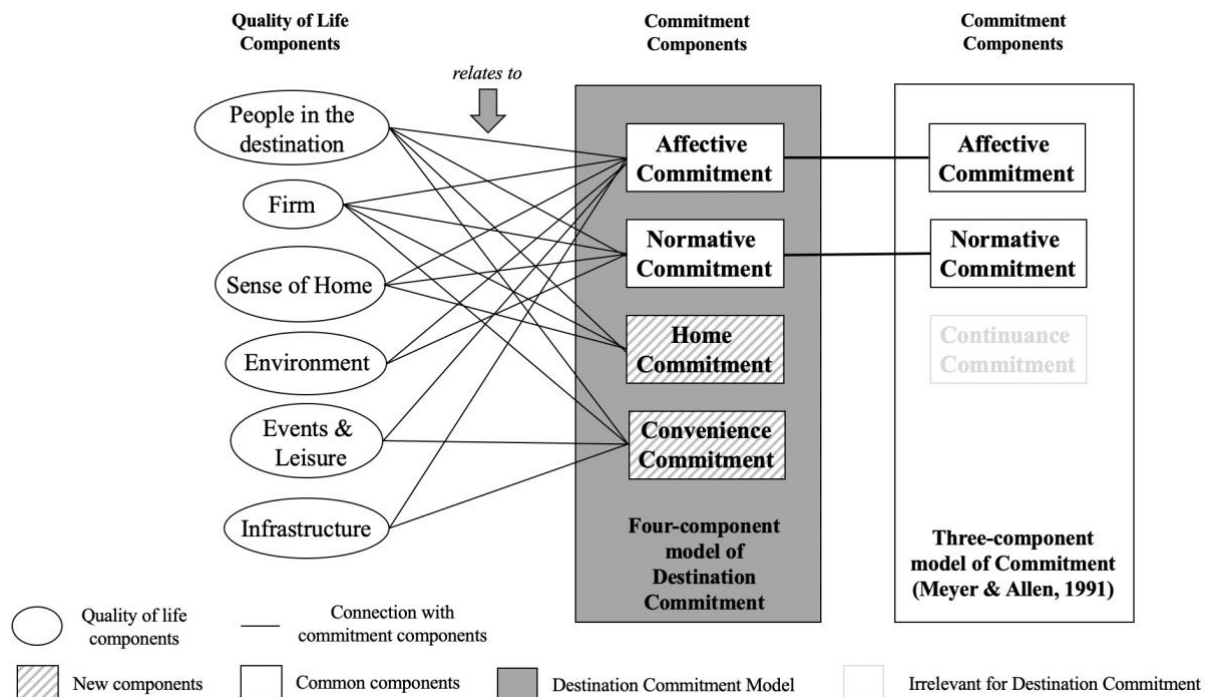 Quality of Life
Components
Commitment
Components
Commitment
Components
relates to
People in the
destination
Firm
Sense of Home
Environment
Events &
Leisure
Infrastructure
Affective
Commitment
Normative
Commitment
Home
Commitment
Convenience
Commitment
Four-component
model of
Destination
Commitment
Affective
Commitment
Normative
Commitment
Continuance
Commitment
Three-component
model of Commitment
(Meyer & Allen, 1991)
Quality of life
components
Connection with
commitment components
New components
Common components
Destination Commitment Model
Irrelevant for Destination Commitment